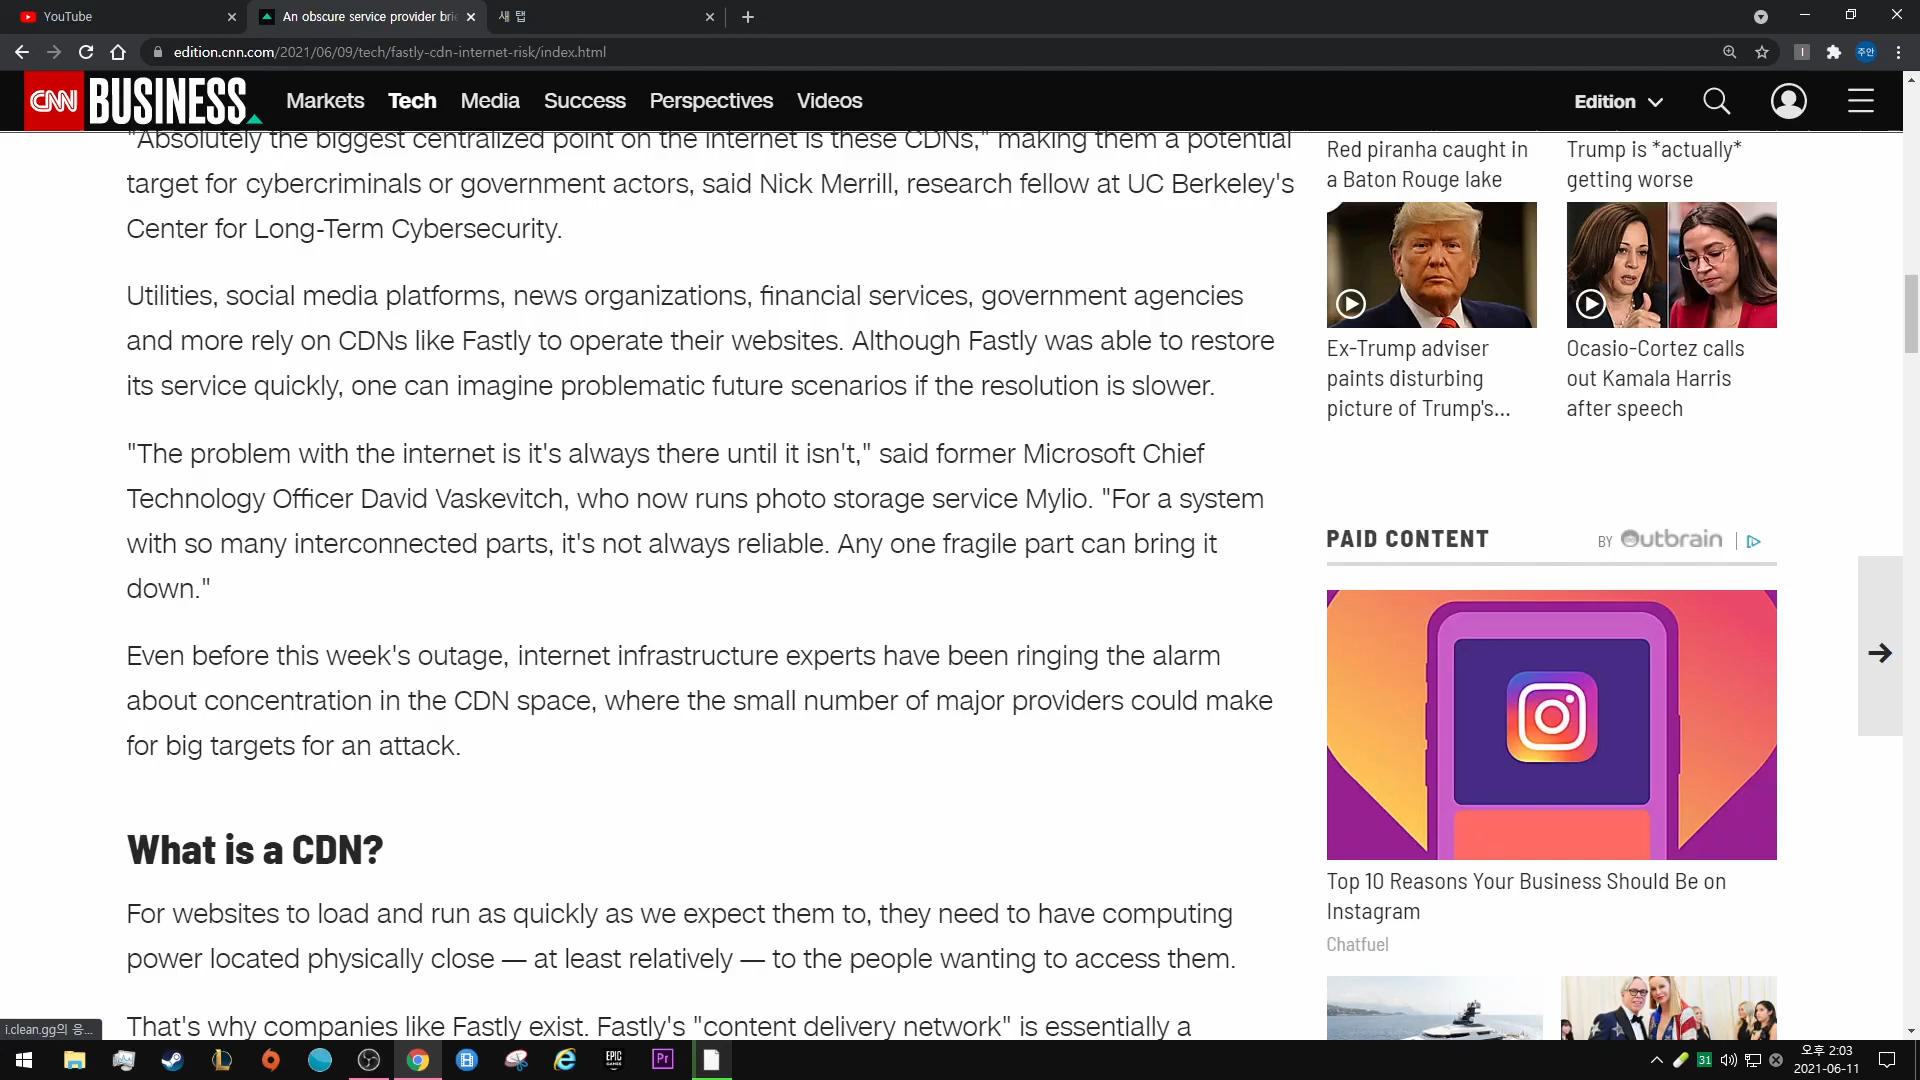 YouTube
An obscure service provider bri
새 탭
edition.cnn.com/2021/06/09/tech/fastly-cdn-internet-risk/index.html
주안
CNN BUSINESS
Markets
Tech
Media
Success
Perspectives
Videos
Edition
"Absolutely the biggest centralized point on the internet is these CDNs," making them a potential
target for cybercriminals or government actors, said Nick Merrill, research fellow at UC Berkeley's
Center for Long-Term Cybersecurity.
Utilities, social media platforms, news organizations, financial services, government agencies
and more rely on CDNs like Fastly to operate their websites. Although Fastly was able to restore
its service quickly, one can imagine problematic future scenarios if the resolution is slower.
"The problem with the internet is it's always there until it isn't," said former Microsoft Chief
Technology Officer David Vaskevitch, who now runs photo storage service Mylio. "For a system
with so many interconnected parts, it's not always reliable. Any one fragile part can bring it
down."
Even before this week's outage, internet infrastructure experts have been ringing the alarm
about concentration in the CDN space, where the small number of major providers could make
for big targets for an attack.
What is a CDN?
For websites to load and run as quickly as we expect them to, they need to have computing
power located physically close — at least relatively — to the people wanting to access them.
That's why companies like Fastly exist. Fastly's "content delivery network" is essentially a
Red piranha caught in
a Baton Rouge lake
Trump is *actually*
getting worse
Ex-Trump adviser
paints disturbing
picture of Trump's...
Ocasio-Cortez calls
out Kamala Harris
after speech
PAID CONTENT
BY Outbrain
Top 10 Reasons Your Business Should Be on
Instagram
Chatfuel
i.clean.gg의 응...
EPIC
GAMES
Pr
31
오후 2:03
2021-06-11